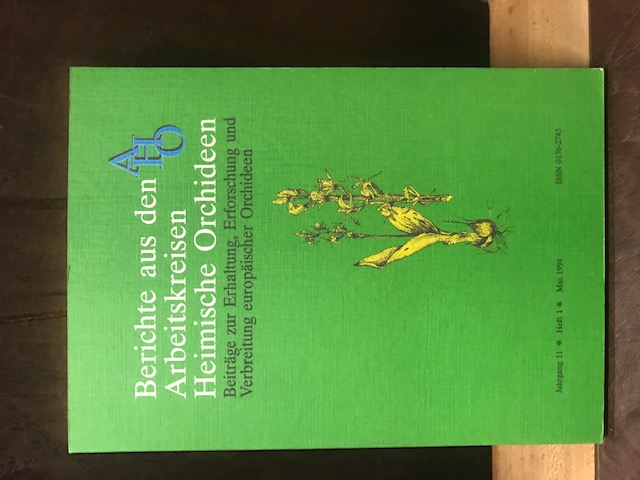 Berichte aus den
Arbeitskreisen
Heimische Orchideen
AHO
Beiträge zur Erhaltung, Erforschung und
Verbreitung europäischer Orchideen
Jahrgang 11 * Heft 1 * Mai 1994
ISSN 0176-2745